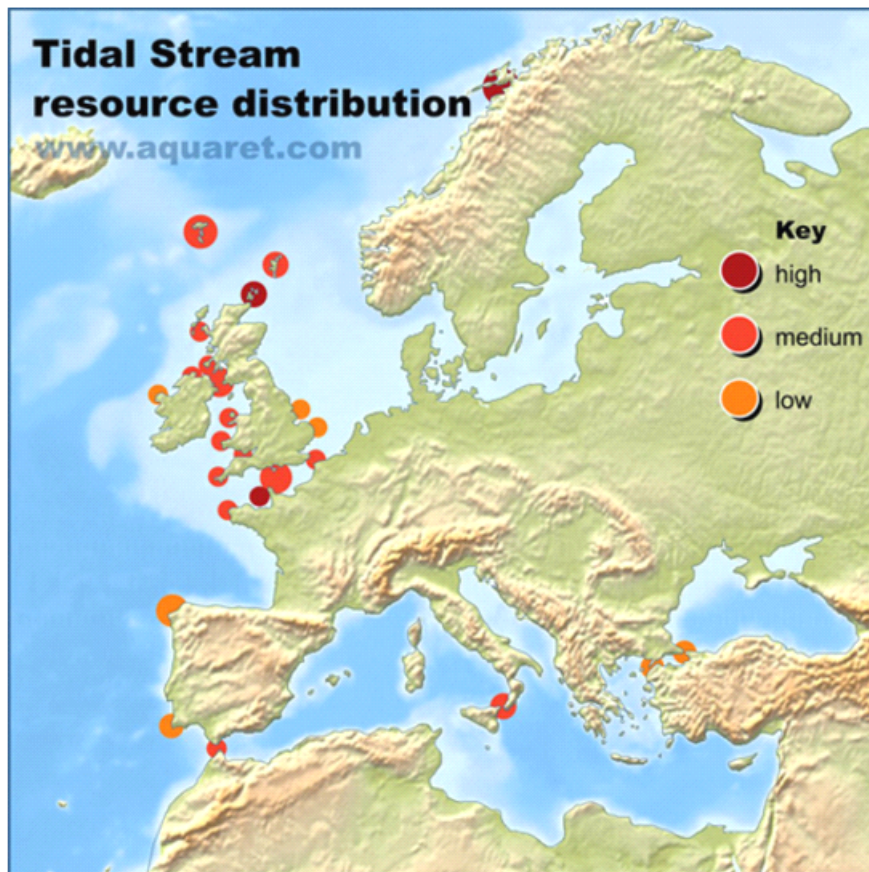 Tidal Stream
resource distribution
www.aquaret.com
Key
high
medium
low